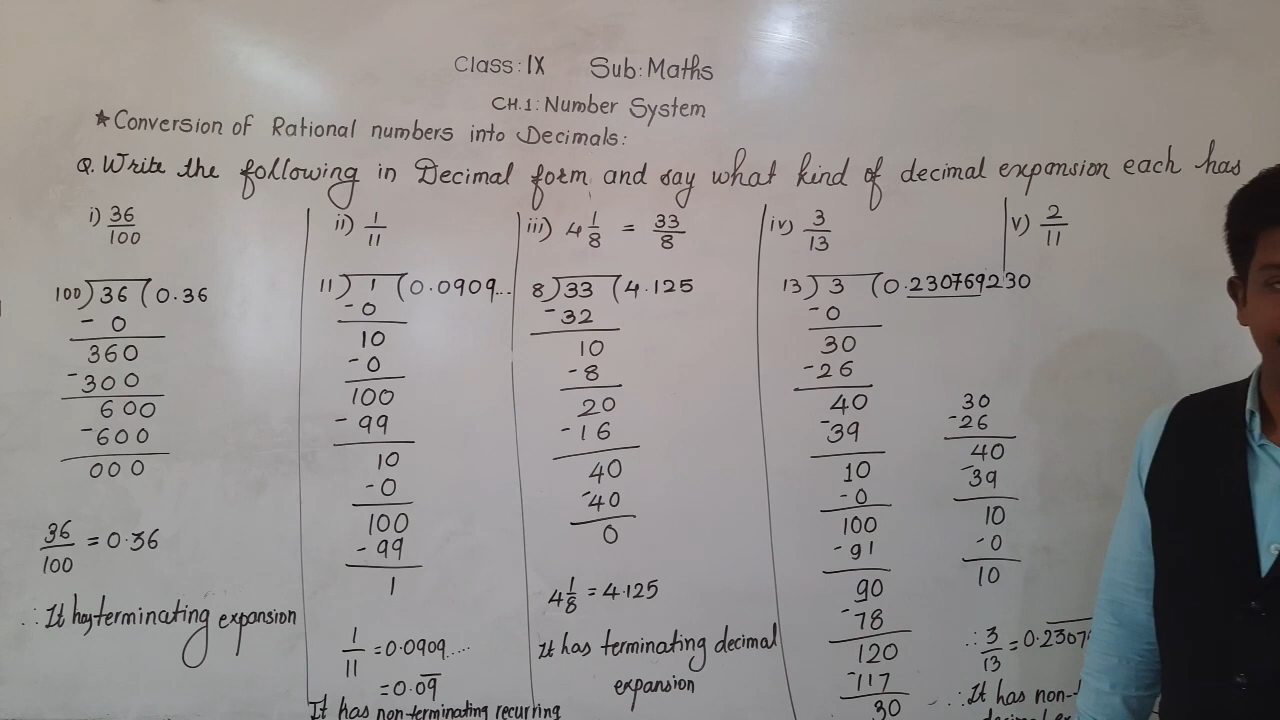 Class: IX Sub: Maths
CH.1: Number System
★ Conversion of Rational numbers into Decimals:
Q. Write the following in Decimal form and say what kind of decimal expansion each has
i) 36/100
100)36(0.36
- 0
360
-300
600
-600
000
36/100 = 0.36
∴ It has terminating expansion
ii) 1/11
11)1(0.0909...
-0
10
-0
100
-99
10
-0
100
-99
1
1/11 = 0.0909....
= 0.0̅9̅
It has non-terminating recurring
iii) 4 1/8 = 33/8
8)33(4.125
-32
10
-8
20
-16
40
-40
0
4 1/8 = 4.125
It has terminating decimal
expansion
iv) 3/13
13)3(0.230769230
-0
30
-26
40
-39
10
-0
100
-91
90
-78
120
-117
30
30
-26
40
-39
10
-0
10
∴ 3/13 = 0.2307
∴ It has non-
v) 2/11